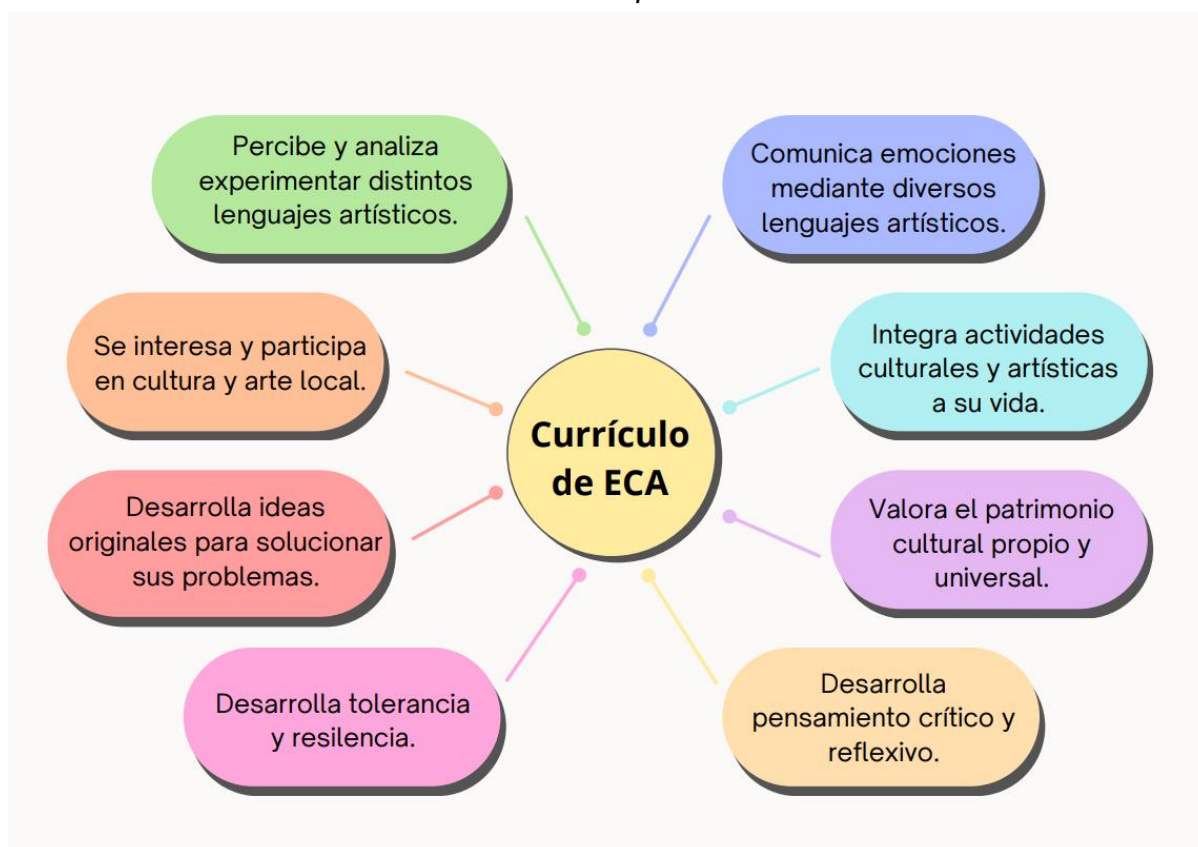 Percibe y analiza
experimentar distintos
lenguajes artísticos.
Comunica emociones
mediante diversos
lenguajes artísticos.
Se interesa y participa
en cultura y arte local.
Integra actividades
culturales y artísticas
a su vida.
Currículo
de ECA
Desarrolla ideas
originales para solucionar
sus problemas.
Valora el patrimonio
cultural propio y
universal.
Desarrolla tolerancia
y resilencia.
Desarrolla
pensamiento crítico y
reflexivo.